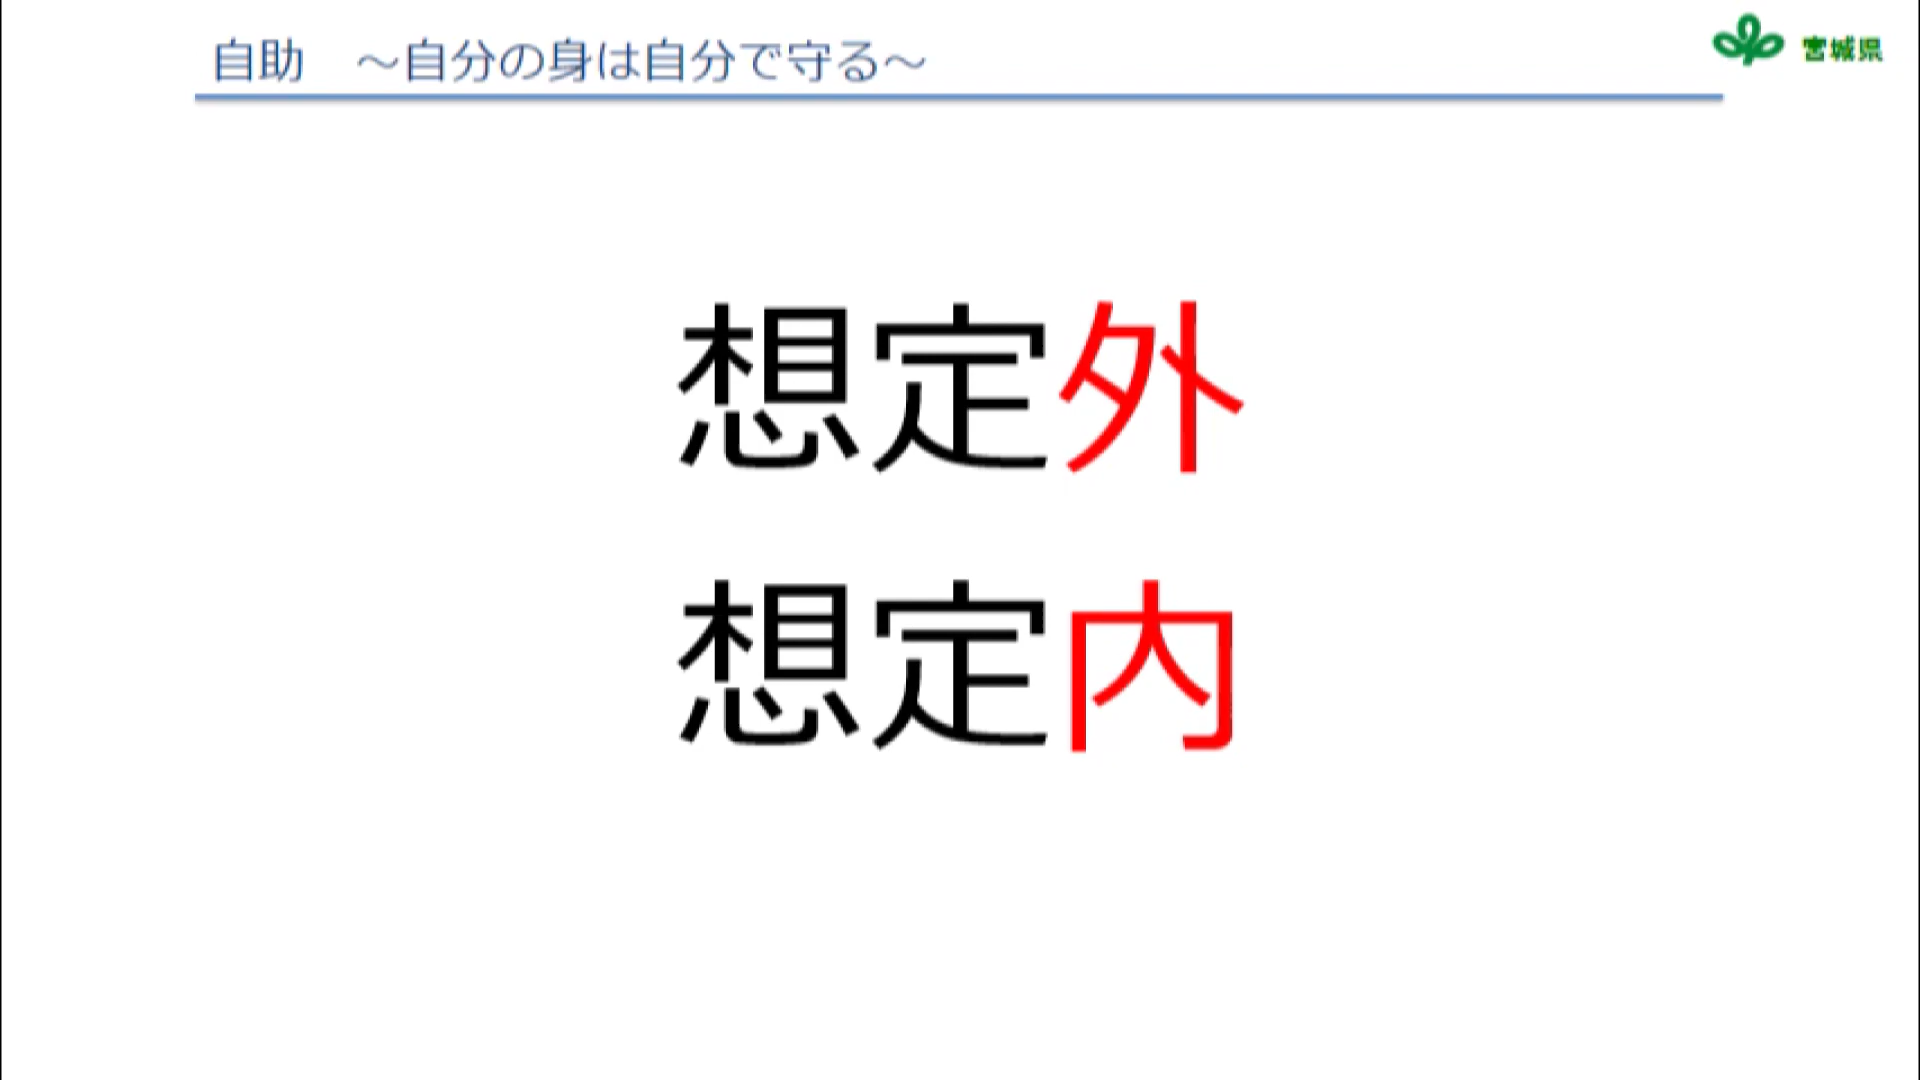 自助　～自分の身は自分で守る～
宮城県
想定外
想定内